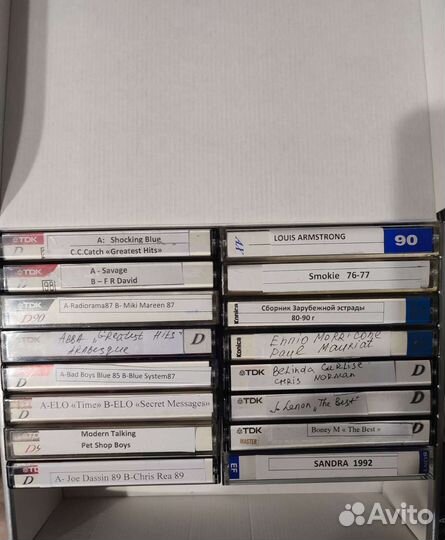 TDK
D
A: Shocking Blue
C.C.Catch «Greatest Hits»
TDK
D
A - Savage
B – F R David
TDK
D90
A-Radiorama87 B- Miki Mareen 87
ABBA „Greatest Hits"
Arabesque
D
TDK
D
A-Bad Boys Blue 85 B-Blue System87
D
A-ELO «Time» B-ELO «Secret Messages»
TDK
Modern Talking
Pet Shop Boys
TDK
D
A- Joe Dassin 89 B-Chris Rea 89
LOUIS ARMSTRONG
90
Smokie 76-77
Konica
Сборник Зарубежной эстрады
80-90 г
Konica
Ennio Morricone
Paul Mauriat
TDK
Belinda Curlise
Chris Norman
D
TDK
J. Lenon „The Best"
D
TDK
MASTER
Boney M « The Best »
D
EF
SANDRA 1992
SONY
Avito